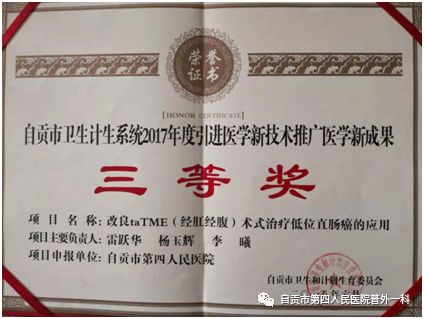 荣誉
证书
[HONOR CERTIFICATE]
自贡市卫生计生系统2017年度引进医学新技术推广医学新成果
三等奖
项目名称：改良taTME（经肛经腹）术式治疗低位直肠癌的应用
项目主要负责人：雷跃华 杨玉辉 李曦
项目申报单位：自贡市第四人民医院
自贡市卫生和计划生育委员会
自贡市第四人民医院普外一科